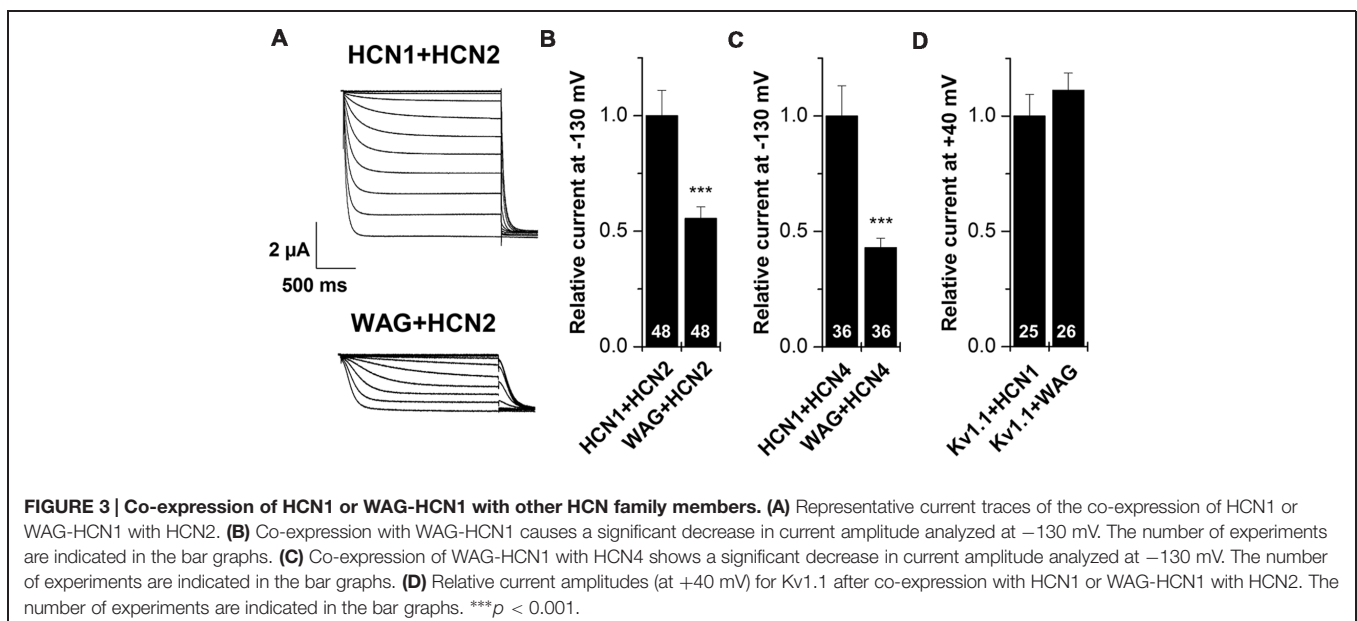 A
HCN1+HCN2
2 µA
500 ms
WAG+HCN2
B
Relative current at -130 mV
1.0
0.5
0.0
***
48
48
HCN1+HCN2
WAG+HCN2
C
Relative current at -130 mV
1.0
0.5
0.0
***
36
36
HCN1+HCN4
WAG+HCN4
D
Relative current at +40 mV
1.0
0.5
0.0
25
26
Kv1.1+HCN1
Kv1.1+WAG
FIGURE 3 | Co-expression of HCN1 or WAG-HCN1 with other HCN family members. (A) Representative current traces of the co-expression of HCN1 or
WAG-HCN1 with HCN2. (B) Co-expression with WAG-HCN1 causes a significant decrease in current amplitude analyzed at −130 mV. The number of experiments
are indicated in the bar graphs. (C) Co-expression of WAG-HCN1 with HCN4 shows a significant decrease in current amplitude analyzed at −130 mV. The number
of experiments are indicated in the bar graphs. (D) Relative current amplitudes (at +40 mV) for Kv1.1 after co-expression with HCN1 or WAG-HCN1 with HCN2. The
number of experiments are indicated in the bar graphs. ***p < 0.001.